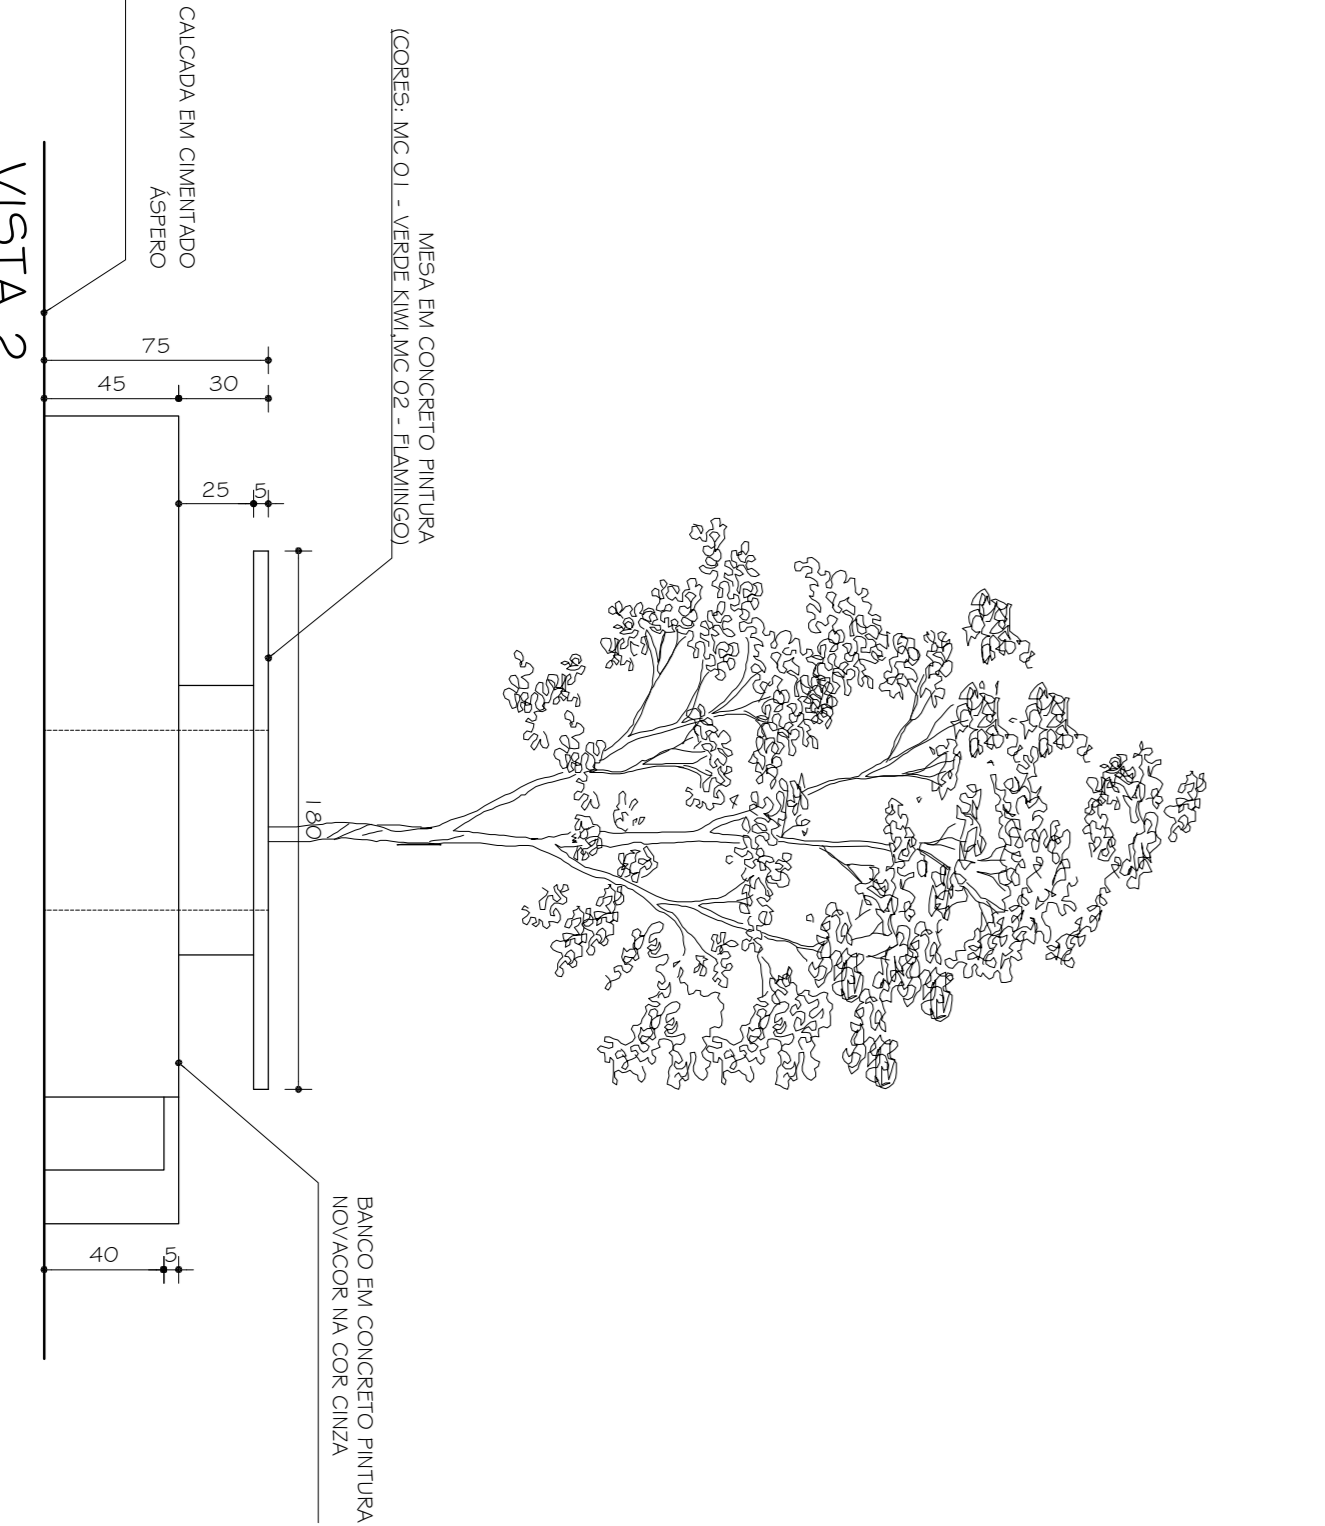 MESA EM CONCRETO PINTURA
(CORES: MC 01 - VERDE KIWI,MC 02 - FLAMINGO)
CALCADA EM CIMENTADO
ÁSPERO
BANCO EM CONCRETO PINTURA
NOVACOR NA COR CINZA
75
45
30
25
5
180
40
5
VISTA 2